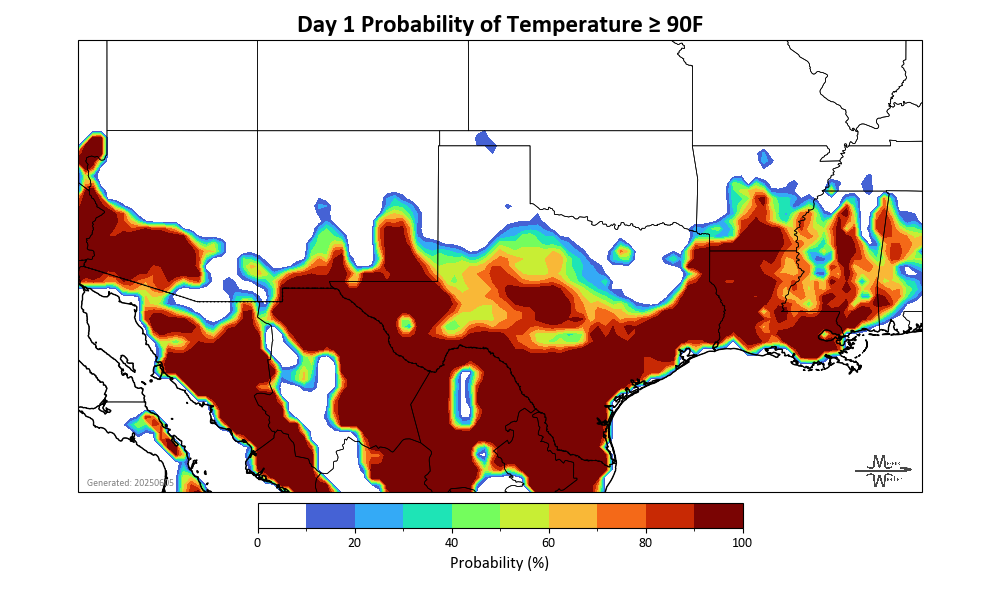 Day 1 Probability of Temperature ≥ 90F
Generated: 20250605
0 20 40 60 80 100
Probability (%)